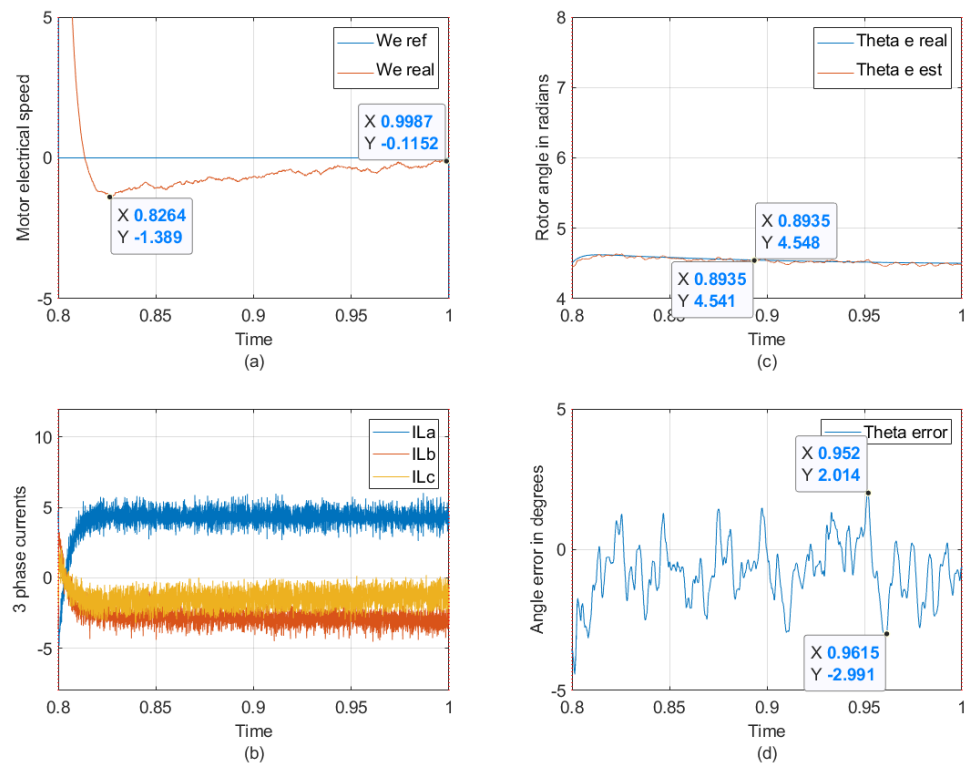 5
0
-5
Motor electrical speed
We ref
We real
X 0.9987
Y -0.1152
X 0.8264
Y -1.389
0.8
0.85
0.9
0.95
1
Time
(a)
8
7
6
5
4
Rotor angle in radians
Theta e real
Theta e est
X 0.8935
Y 4.548
X 0.8935
Y 4.541
0.8
0.85
0.9
0.95
1
Time
(c)
10
5
0
-5
3 phase currents
ILa
ILb
ILc
0.8
0.85
0.9
0.95
1
Time
(b)
5
0
-5
Angle error in degrees
Theta error
X 0.952
Y 2.014
X 0.9615
Y -2.991
0.8
0.85
0.9
0.95
1
Time
(d)